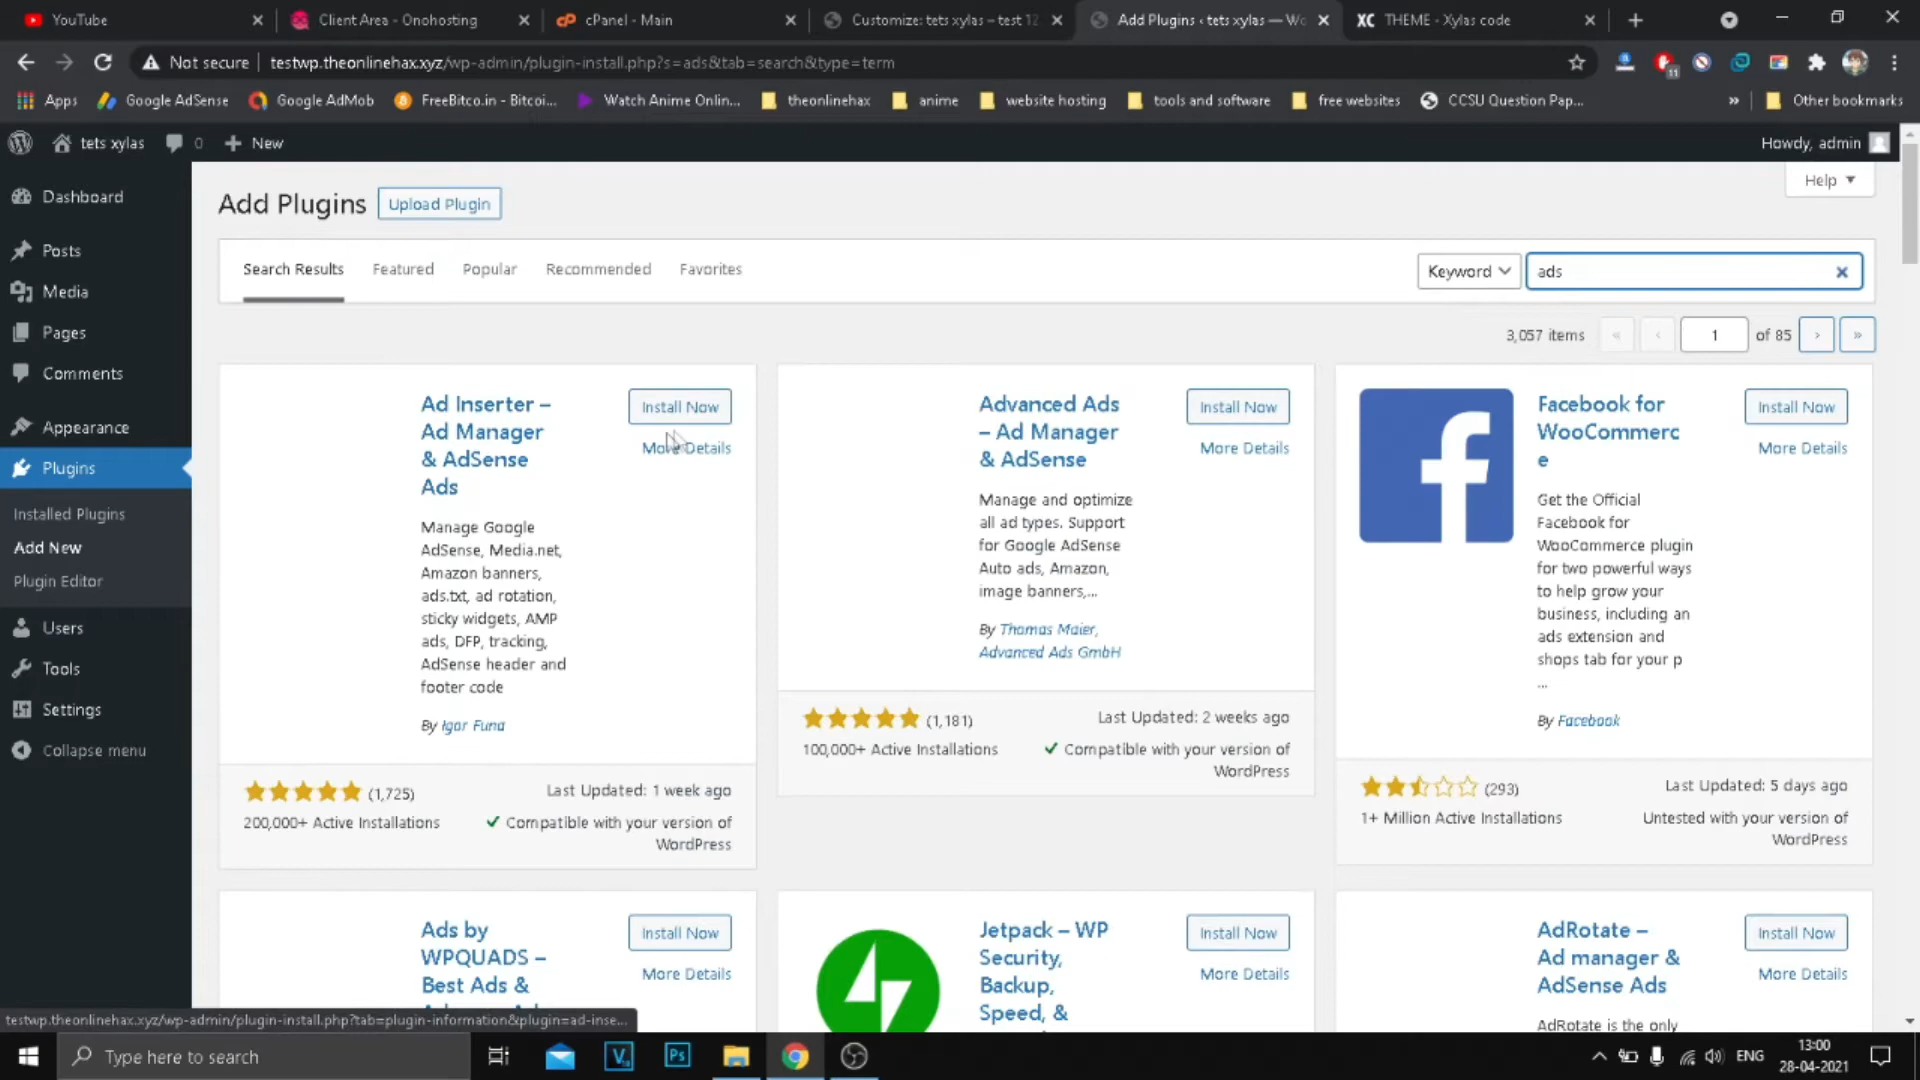 YouTube
Client Area - Onohosting
cPanel - Main
Customize: tets xylas – test 12
Add Plugins ‹ tets xylas — Wo
XC THEME - Xylas code
Not secure
testwp.theonlinehax.xyz/wp-admin/plugin-install.php?s=ads&tab=search&type=term
11
Apps
Google AdSense
Google AdMob
FreeBitco.in - Bitcoi...
Watch Anime Onlin...
theonlinehax
anime
website hosting
tools and software
free websites
CCSU Question Pap...
»
Other bookmarks
tets xylas
0
New
Howdy, admin
Help
Dashboard
Posts
Media
Pages
Comments
Appearance
Plugins
Installed Plugins
Add New
Plugin Editor
Users
Tools
Settings
Collapse menu
Add Plugins
Upload Plugin
Search Results
Featured
Popular
Recommended
Favorites
Keyword
ads
3,057 items
«
‹
1
of 85
›
»
Ad Inserter –
Ad Manager
& AdSense
Ads
Install Now
More Details
Manage Google
AdSense, Media.net,
Amazon banners,
ads.txt, ad rotation,
sticky widgets, AMP
ads, DFP, tracking,
AdSense header and
footer code
By Igor Funa
(1,725)
200,000+ Active Installations
Last Updated: 1 week ago
Compatible with your version of
WordPress
Advanced Ads
– Ad Manager
& AdSense
Install Now
More Details
Manage and optimize
all ad types. Support
for Google AdSense
Auto ads, Amazon,
image banners,...
By Thomas Maier,
Advanced Ads GmbH
(1,181)
100,000+ Active Installations
Last Updated: 2 weeks ago
Compatible with your version of
WordPress
Facebook for
WooCommerc
e
Install Now
More Details
Get the Official
Facebook for
WooCommerce plugin
for two powerful ways
to help grow your
business, including an
ads extension and
shops tab for your p
...
By Facebook
(293)
1+ Million Active Installations
Last Updated: 5 days ago
Untested with your version of
WordPress
Ads by
WPQUADS –
Best Ads &
Install Now
More Details
Jetpack – WP
Security,
Backup,
Speed, &
Install Now
More Details
AdRotate –
Ad manager &
AdSense Ads
Install Now
More Details
AdRotate is the only
testwp.theonlinehax.xyz/wp-admin/plugin-install.php?tab=plugin-information&plugin=ad-inse...
Type here to search
Ps
ENG
13:00
28-04-2021